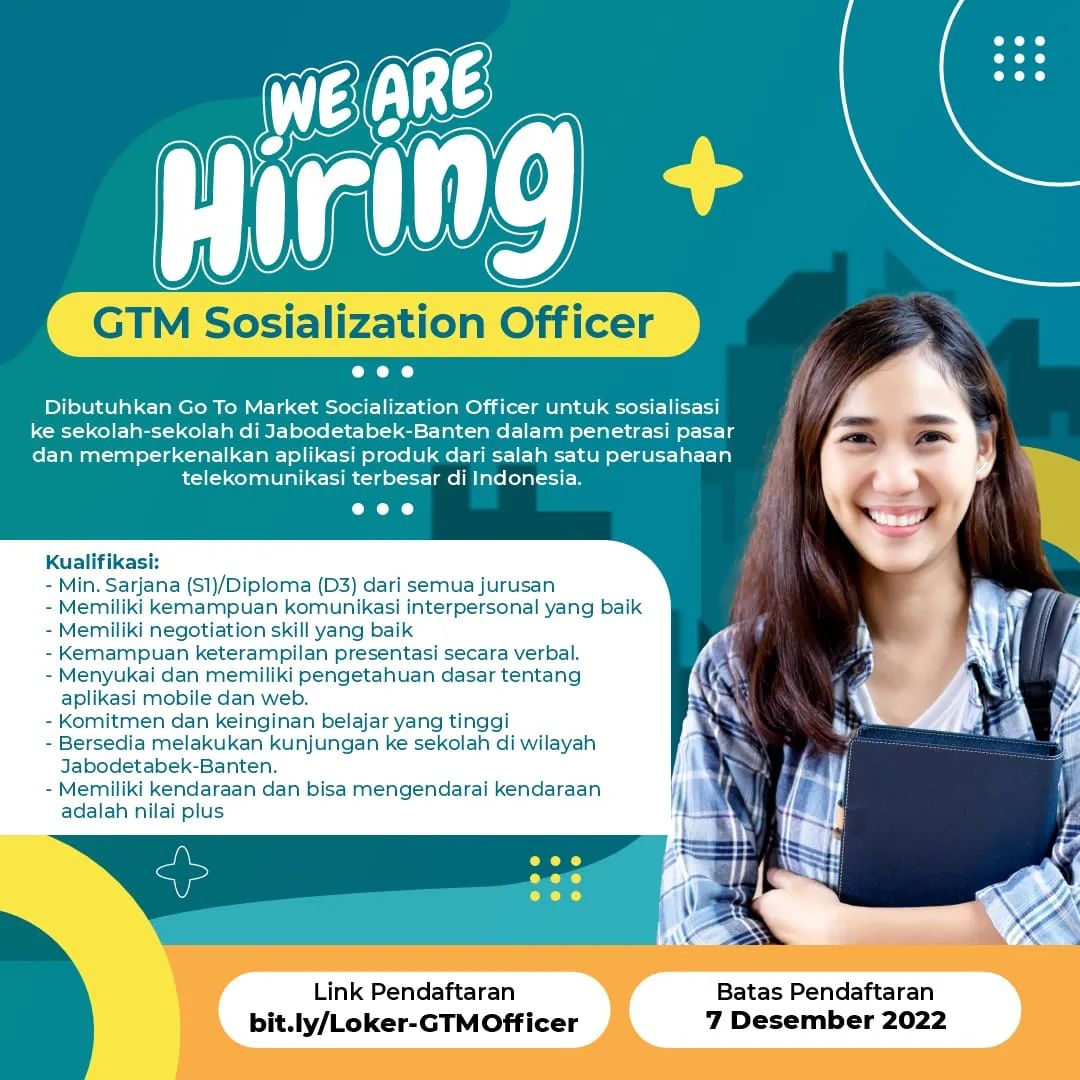 WE ARE
Hiring
GTM Sosialization Officer
Dibutuhkan Go To Market Socialization Officer untuk sosialisasi
ke sekolah-sekolah di Jabodetabek-Banten dalam penetrasi pasar
dan memperkenalkan aplikasi produk dari salah satu perusahaan
telekomunikasi terbesar di Indonesia.
Kualifikasi:
- Min. Sarjana (S1)/Diploma (D3) dari semua jurusan
- Memiliki kemampuan komunikasi interpersonal yang baik
- Memiliki negotiation skill yang baik
- Kemampuan keterampilan presentasi secara verbal.
- Menyukai dan memiliki pengetahuan dasar tentang
aplikasi mobile dan web.
- Komitmen dan keinginan belajar yang tinggi
- Bersedia melakukan kunjungan ke sekolah di wilayah
Jabodetabek-Banten.
- Memiliki kendaraan dan bisa mengendarai kendaraan
adalah nilai plus
Link Pendaftaran
bit.ly/Loker-GTMOfficer
Batas Pendaftaran
7 Desember 2022